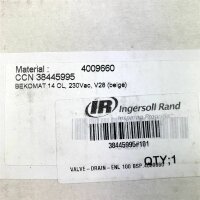 Material : 4009660
CCN 38445995
BEKOMAT 14 CL, 230Vac, V26 (beige)
IR Ingersoll Rand
38445995#101
VALVE-DRAIN-ENL 100 BSP
QTY;1